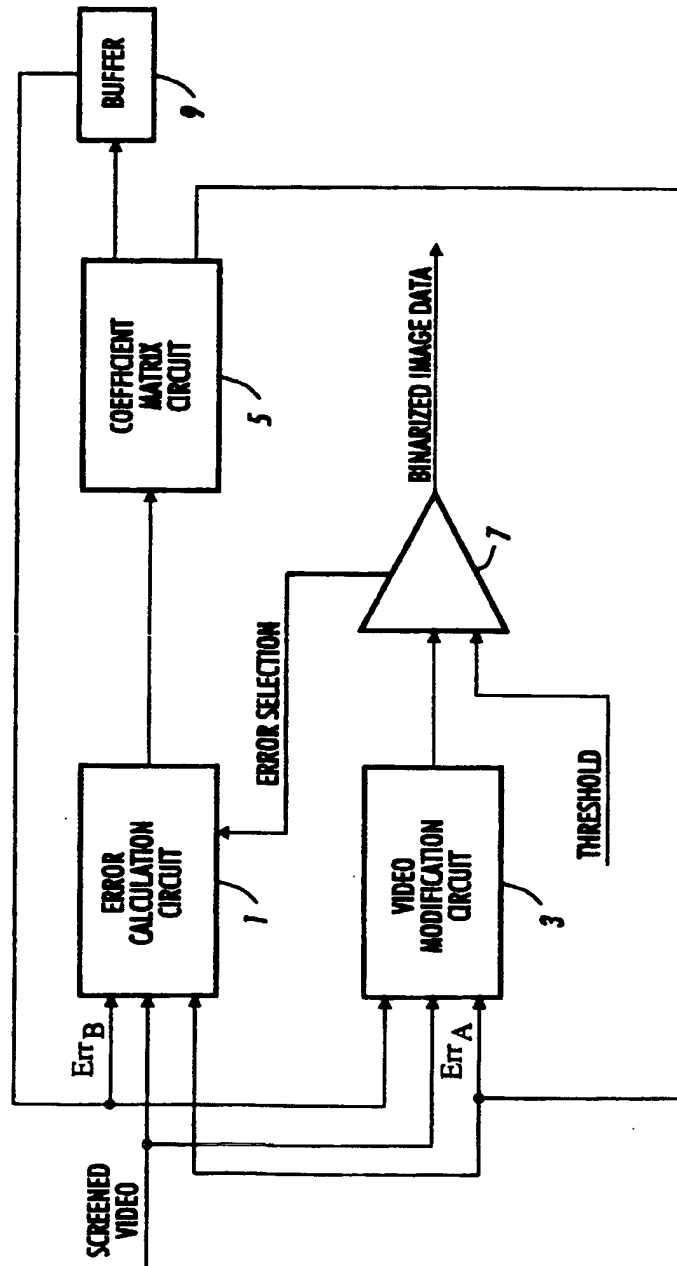 SCREENED
VIDEO
Err B
Err A
ERROR
CALCULATION
CIRCUIT
1
VIDEO
MODIFICATION
CIRCUIT
3
THRESHOLD
ERROR SELECTION
7
BINARIZED IMAGE DATA
COEFFICIENT
MATRIX
CIRCUIT
5
BUFFER
9